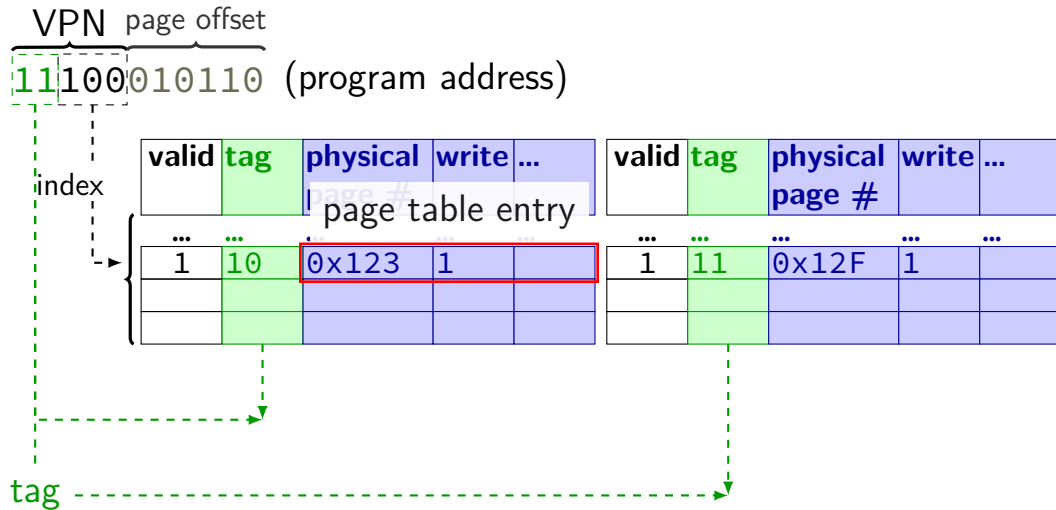 VPN page offset
11100010110 (program address)
valid tag physical write ... valid tag physical write ...
page # page #
index
page table entry
... ... ... ... ... ... ... ... ... ...
1 10 0x123 1 1 11 0x12F 1
tag